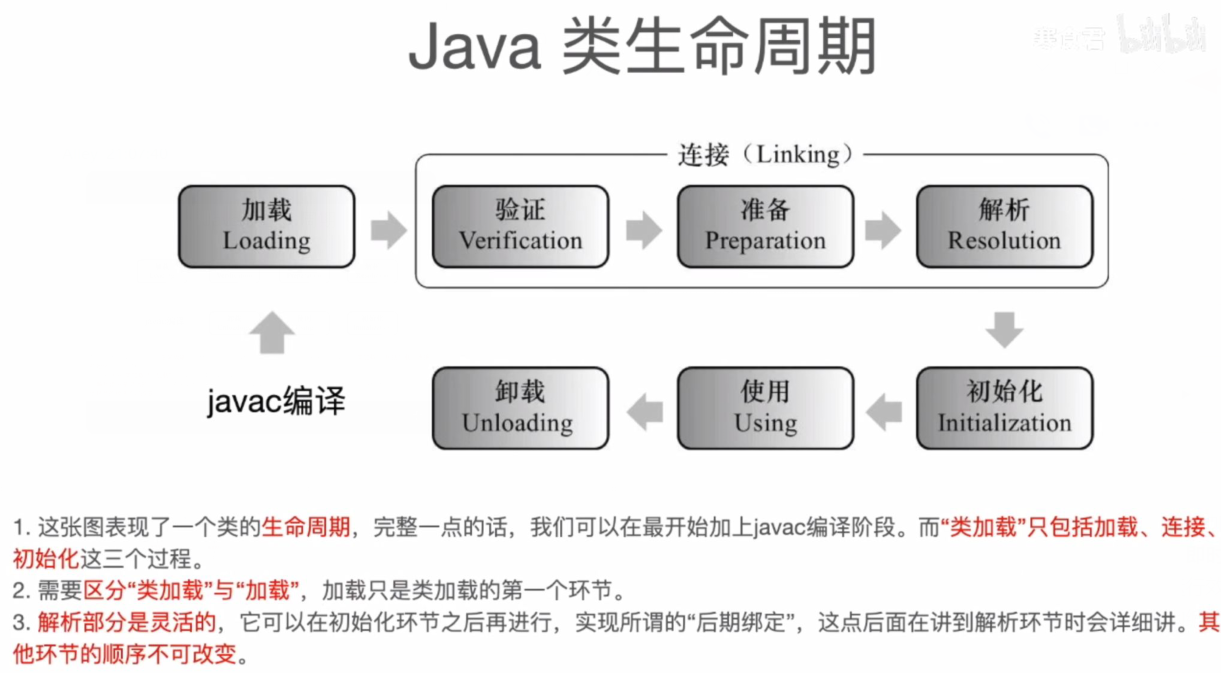 Java 类生命周期
bilibili
连接（Linking）
加载
Loading
验证
Verification
准备
Preparation
解析
Resolution
javac编译
卸载
Unloading
使用
Using
初始化
Initialization
1. 这张图表现了一个类的生命周期，完整一点的话，我们可以在最开始加上javac编译阶段。而“类加载”只包括加载、连接、
初始化这三个过程。
2. 需要区分“类加载”与“加载”，加载只是类加载的第一个环节。
3. 解析部分是灵活的，它可以在初始化环节之后再进行，实现所谓的“后期绑定”，这点后面在讲到解析环节时会详细讲。其
他环节的顺序不可改变。